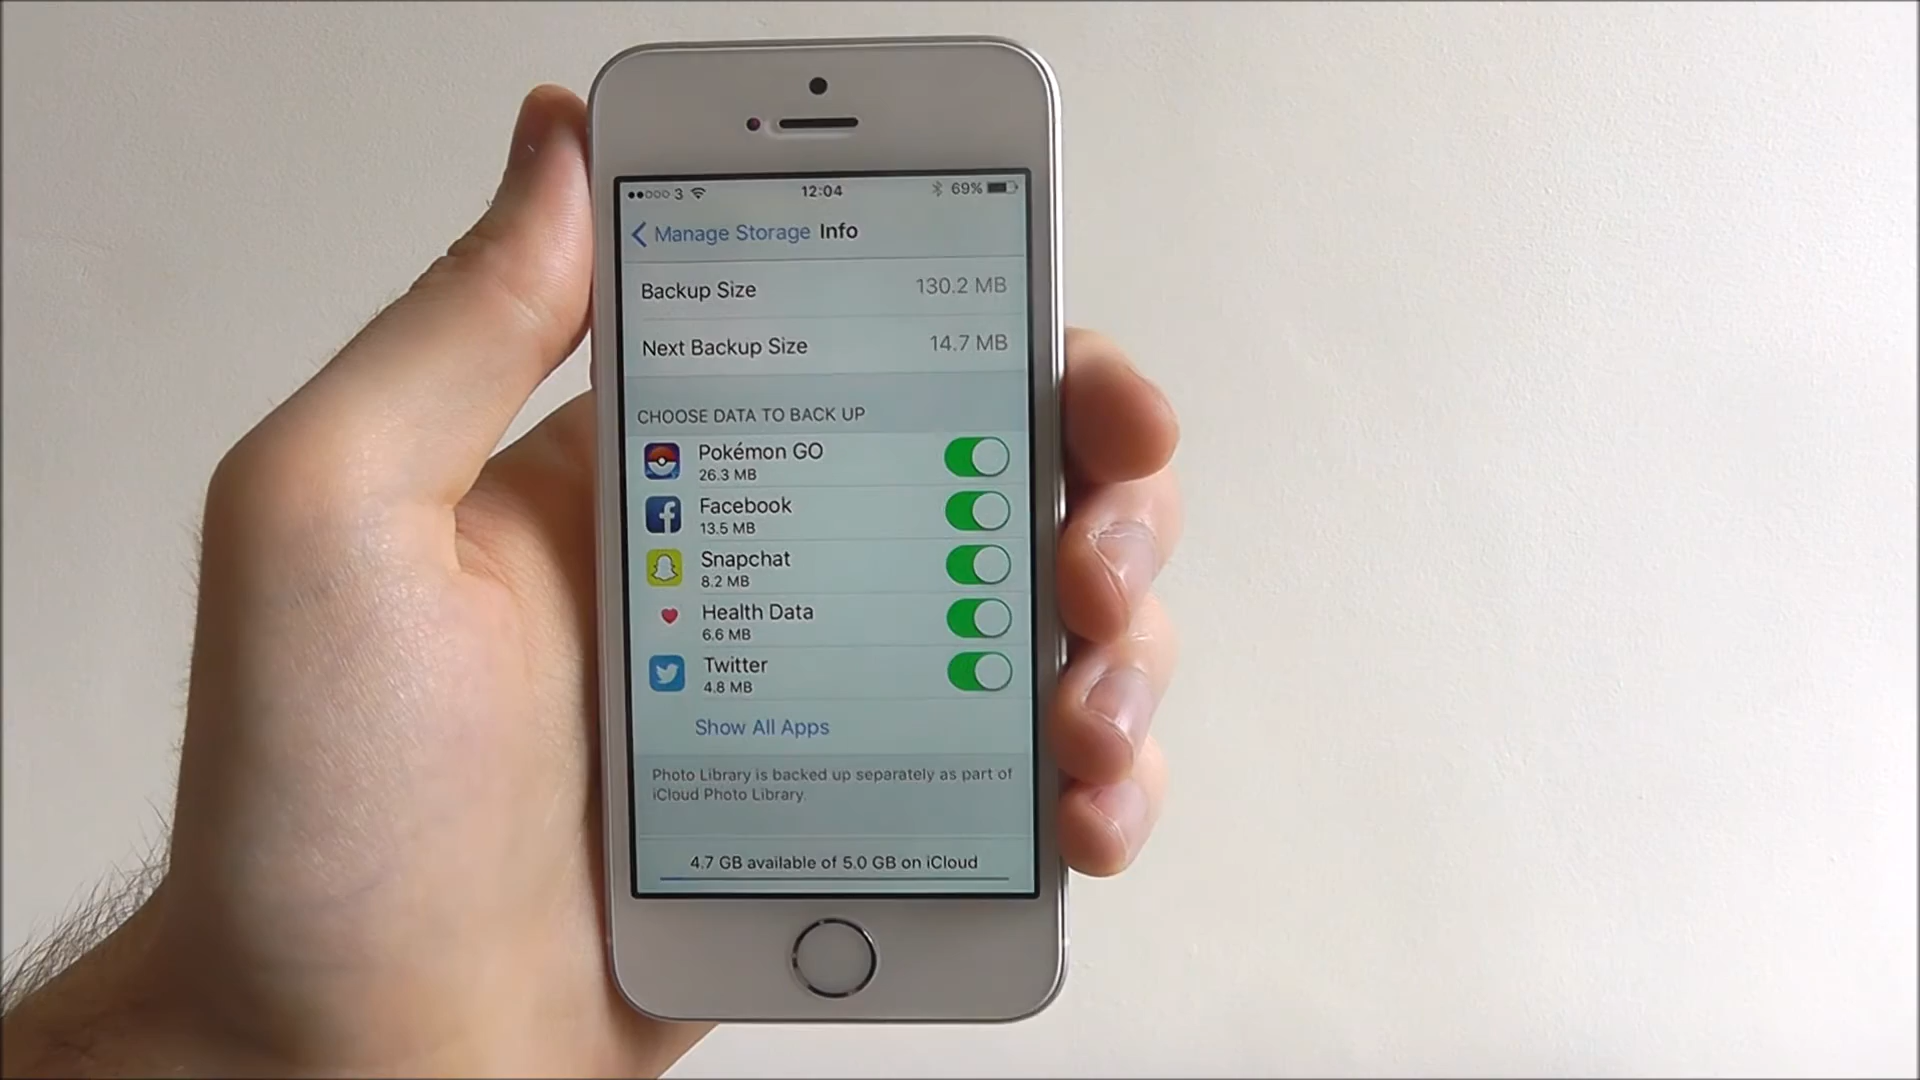 3 12:04 69%
Manage Storage Info
Backup Size 130.2 MB
Next Backup Size 14.7 MB
CHOOSE DATA TO BACK UP
Pokémon GO
26.3 MB
Facebook
13.5 MB
Snapchat
8.2 MB
Health Data
6.6 MB
Twitter
4.8 MB
Show All Apps
Photo Library is backed up separately as part of
iCloud Photo Library.
4.7 GB available of 5.0 GB on iCloud